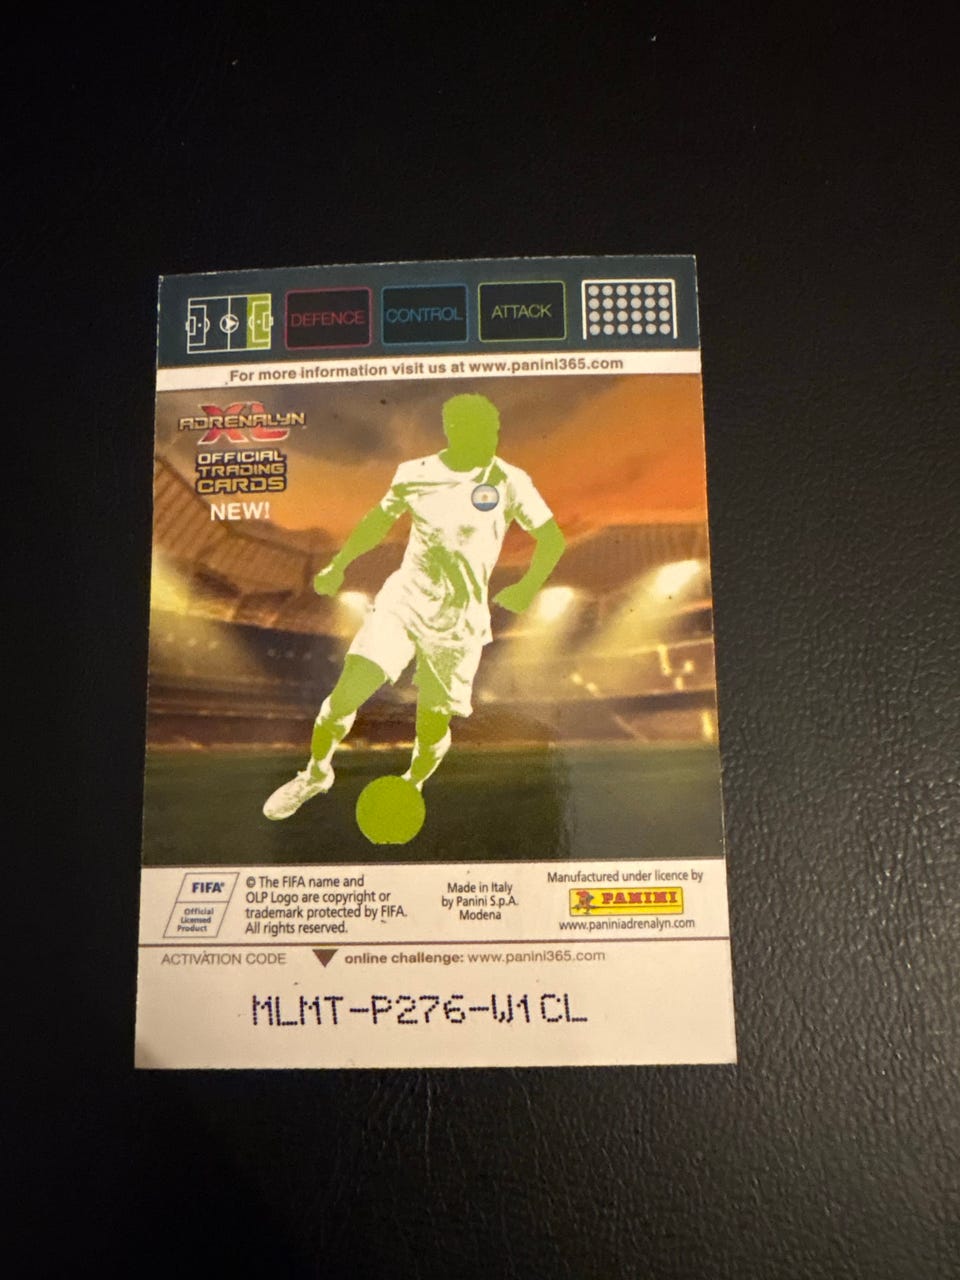 DEFENCE CONTROL ATTACK
For more information visit us at www.panini365.com
ADRENALYN
XL
OFFICIAL
TRADING
CARDS
NEW!
FIFA®
Official
Licensed
Product
© The FIFA name and
OLP Logo are copyright or
trademark protected by FIFA.
All rights reserved.
Made in Italy
by Panini S.p.A.
Modena
Manufactured under licence by
PANINI
www.paniniadrenalyn.com
ACTIVATION CODE online challenge: www.panini365.com
MLMT-P276-W1CL